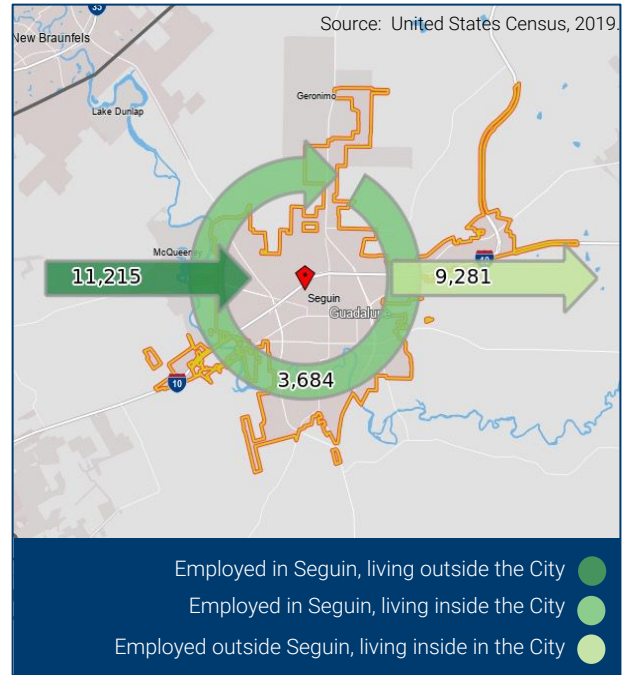 35
Source: United States Census, 2019.
New Braunfels
Geronimo
Lake Dunlap
McQueeney
11,215
9,281
Seguin
Guadalupe
3,684
10
Employed in Seguin, living outside the City
Employed in Seguin, living inside the City
Employed outside Seguin, living inside in the City